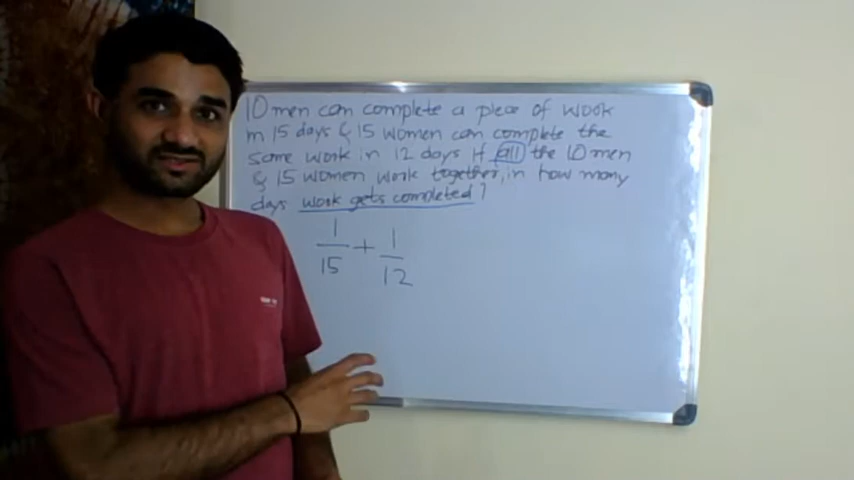 10 men can complete a piece of work
in 15 days & 15 women can complete the
same work in 12 days if all the 10 men
& 15 women work together, in how many
days work gets completed?
1/15 + 1/12